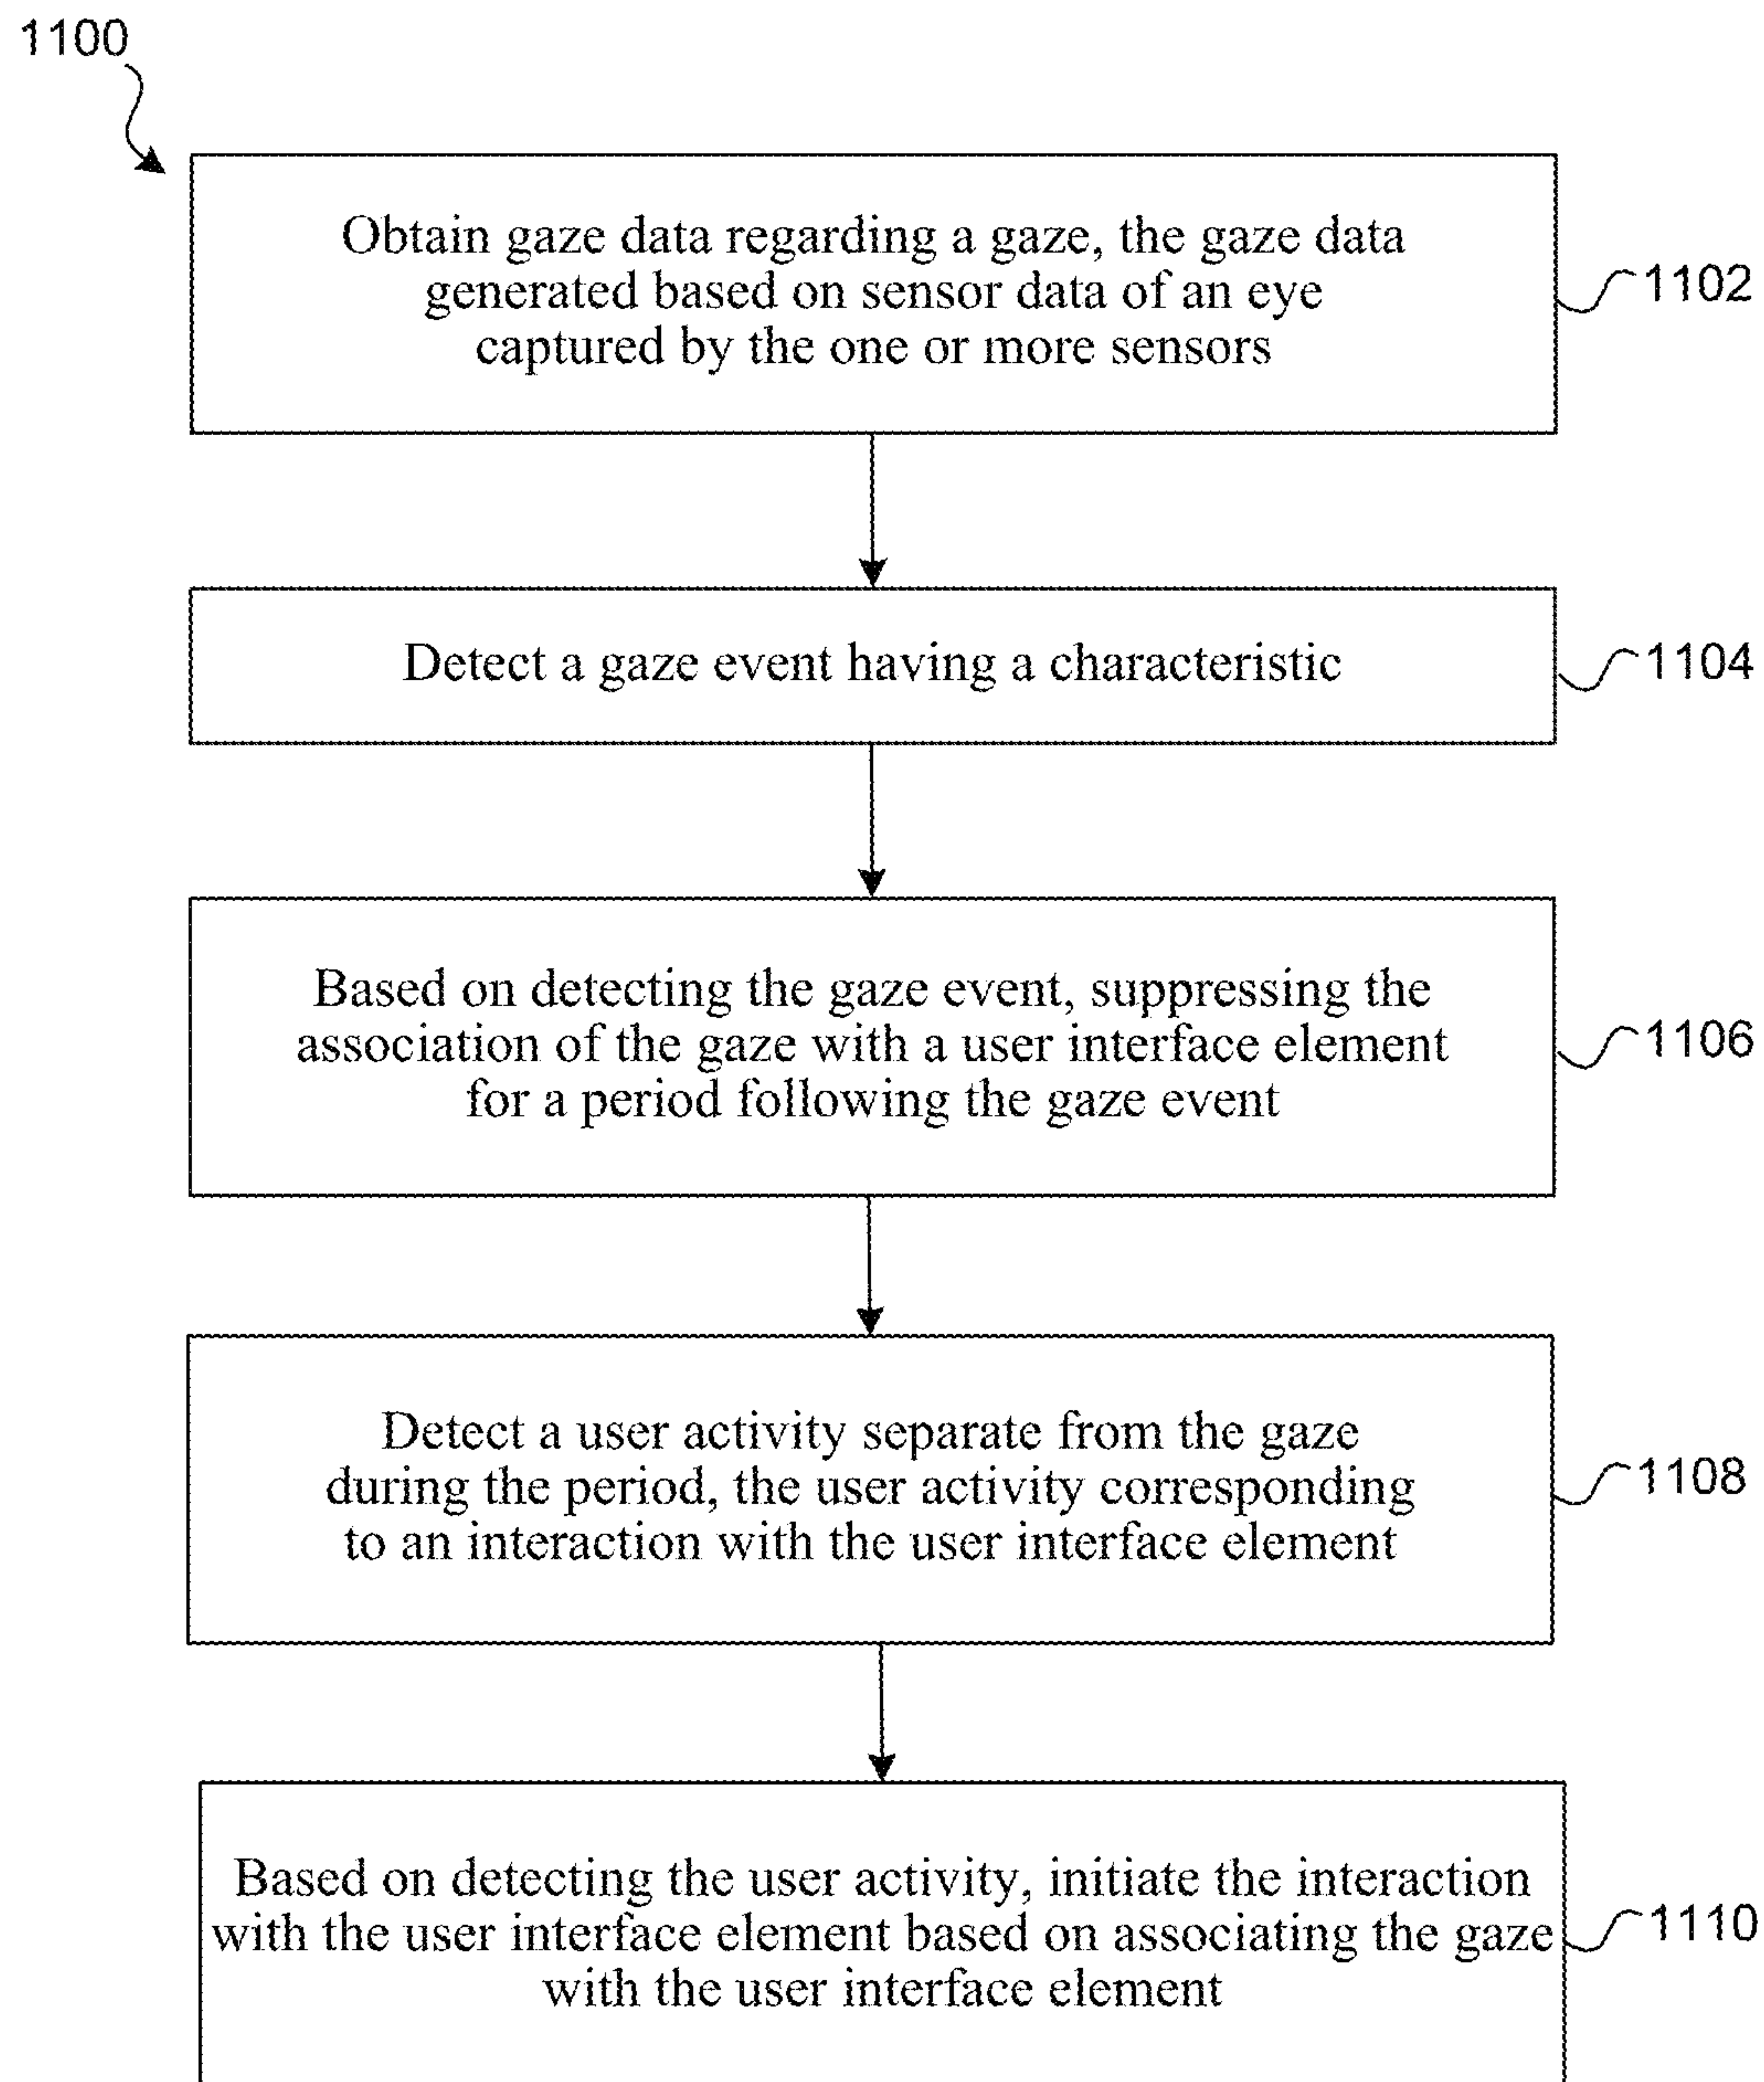 1100
Obtain gaze data regarding a gaze, the gaze data
generated based on sensor data of an eye
captured by the one or more sensors
1102
Detect a gaze event having a characteristic
1104
Based on detecting the gaze event, suppressing the
association of the gaze with a user interface element
for a period following the gaze event
1106
Detect a user activity separate from the gaze
during the period, the user activity corresponding
to an interaction with the user interface element
1108
Based on detecting the user activity, initiate the interaction
with the user interface element based on associating the gaze
with the user interface element
1110